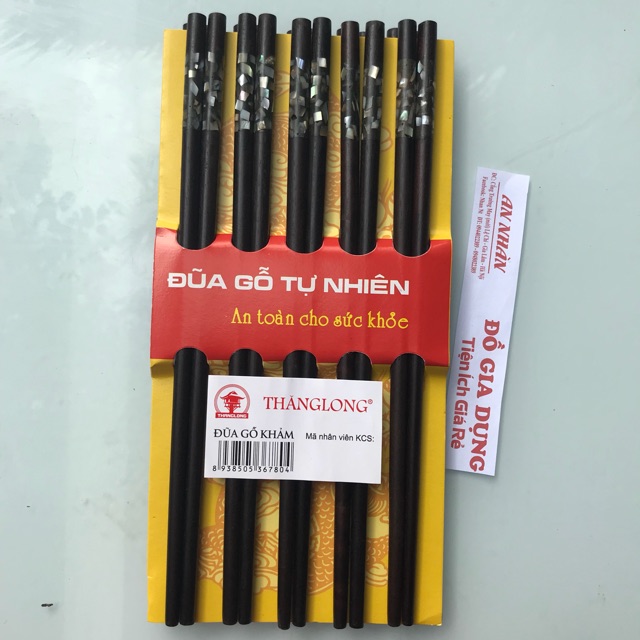 ĐŨA GỖ TỰ NHIÊN
An toàn cho sức khỏe
THANGLONG
THĂNGLONG®
ĐŨA GỖ KHẢM
Mã nhân viên KCS:
8 938505 367804
AN NHÀN
ĐỒ GIA DỤNG
Tiện Ích Giá Rẻ